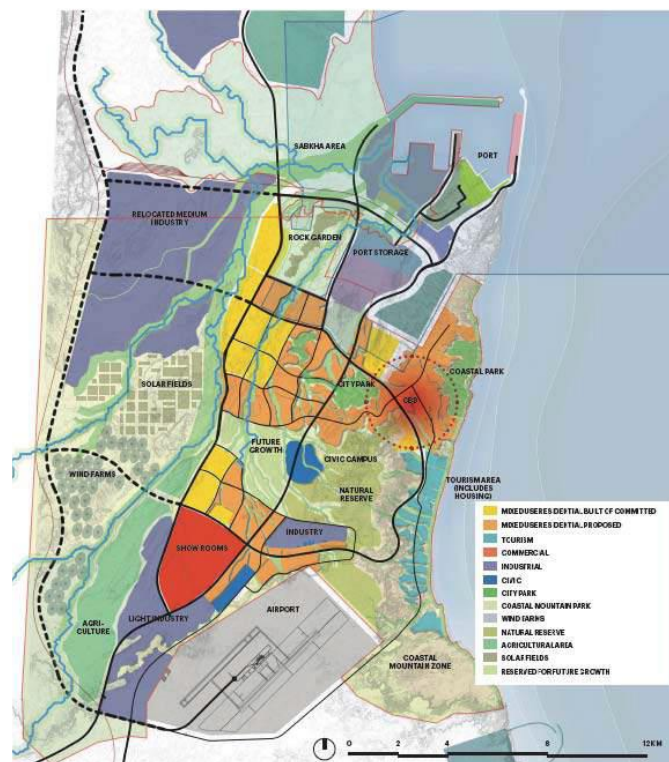 SABKHA AREA
PORT
RELOCATED MEDIUM
INDUSTRY
ROCK GARDEN
PORT STORAGE
SOLAR FIELDS
CITY PARK
COASTAL PARK
CBD
FUTURE
GROWTH
CIVIC CAMPUS
WIND FARMS
NATURAL
RESERVE
TOURISM AREA
(INCLUDES
HOUSING)
SHOW ROOMS
INDUSTRY
AGRI-
CULTURE
LIGHT INDUSTRY
AIRPORT
COASTAL
MOUNTAIN ZONE
MIXED USE RESIDENTIAL BUILT OF COMMITTED
MIXED USE RESIDENTIAL PROPOSED
TOURISM
COMMERCIAL
INDUSTRIAL
CIVIC
CITY PARK
COASTAL MOUNTAIN PARK
WIND FARMS
NATURAL RESERVE
AGRICULTURAL AREA
SOLAR FIELDS
RESERVED FOR FUTURE GROWTH
0 2 4 8 12KM